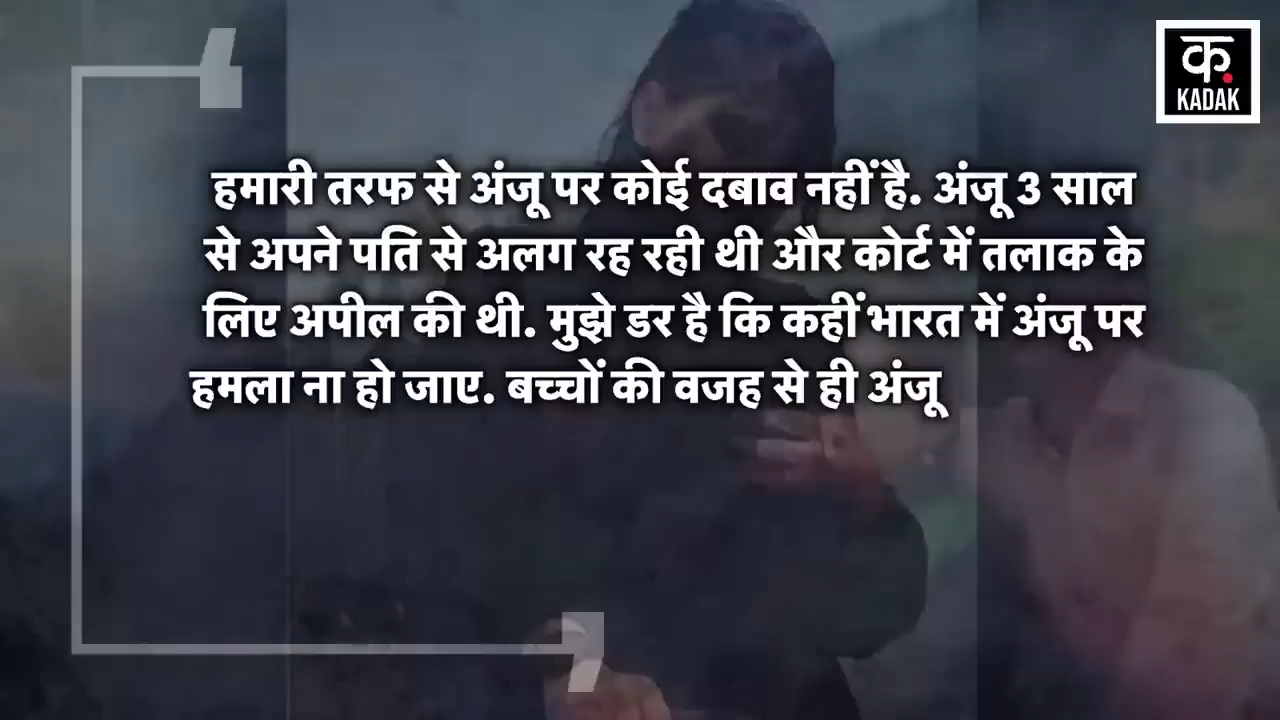 क.
KADAK
हमारी तरफ से अंजू पर कोई दबाव नहीं है. अंजू 3 साल
से अपने पति से अलग रह रही थी और कोर्ट में तलाक के
लिए अपील की थी. मुझे डर है कि कहीं भारत में अंजू पर
हमला ना हो जाए. बच्चों की वजह से ही अंजू